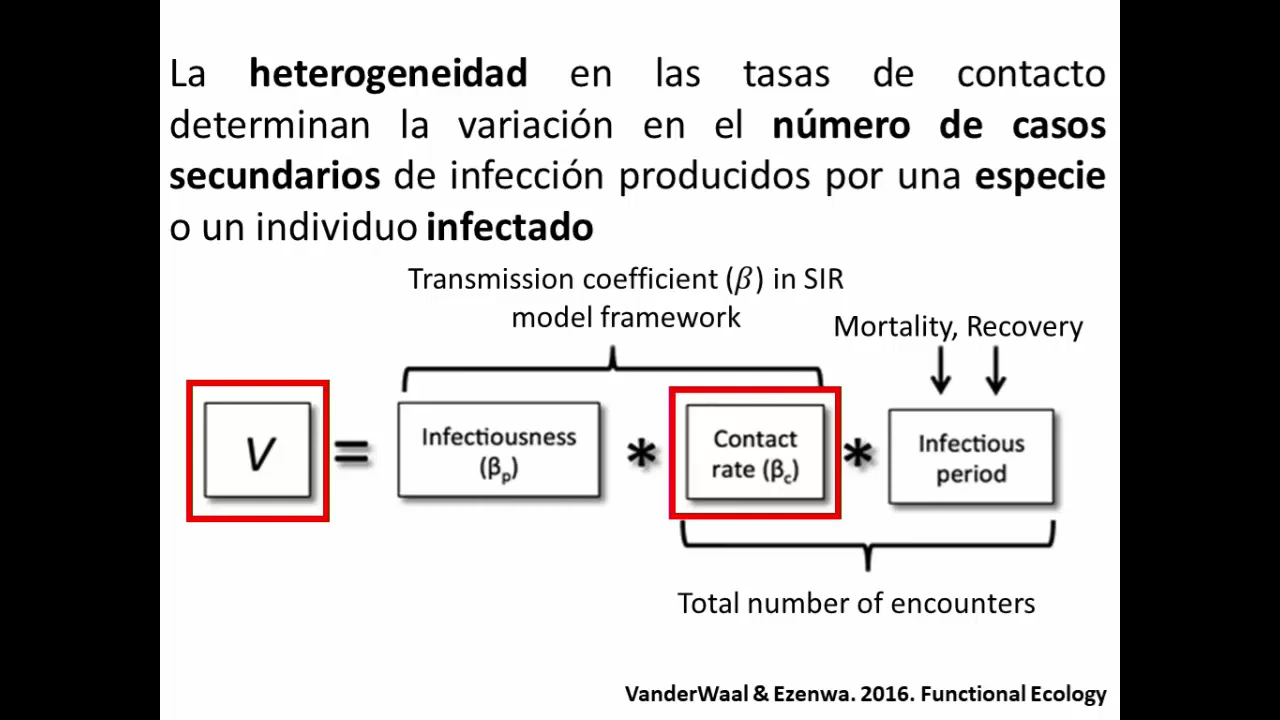 La heterogeneidad en las tasas de contacto
determinan la variación en el número de casos
secundarios de infección producidos por una especie
o un individuo infectado
Transmission coefficient (β) in SIR
model framework
Mortality, Recovery
V = Infectiousness
(βp)
*
Contact
rate (βc)
*
Infectious
period
Total number of encounters
VanderWaal & Ezenwa. 2016. Functional Ecology